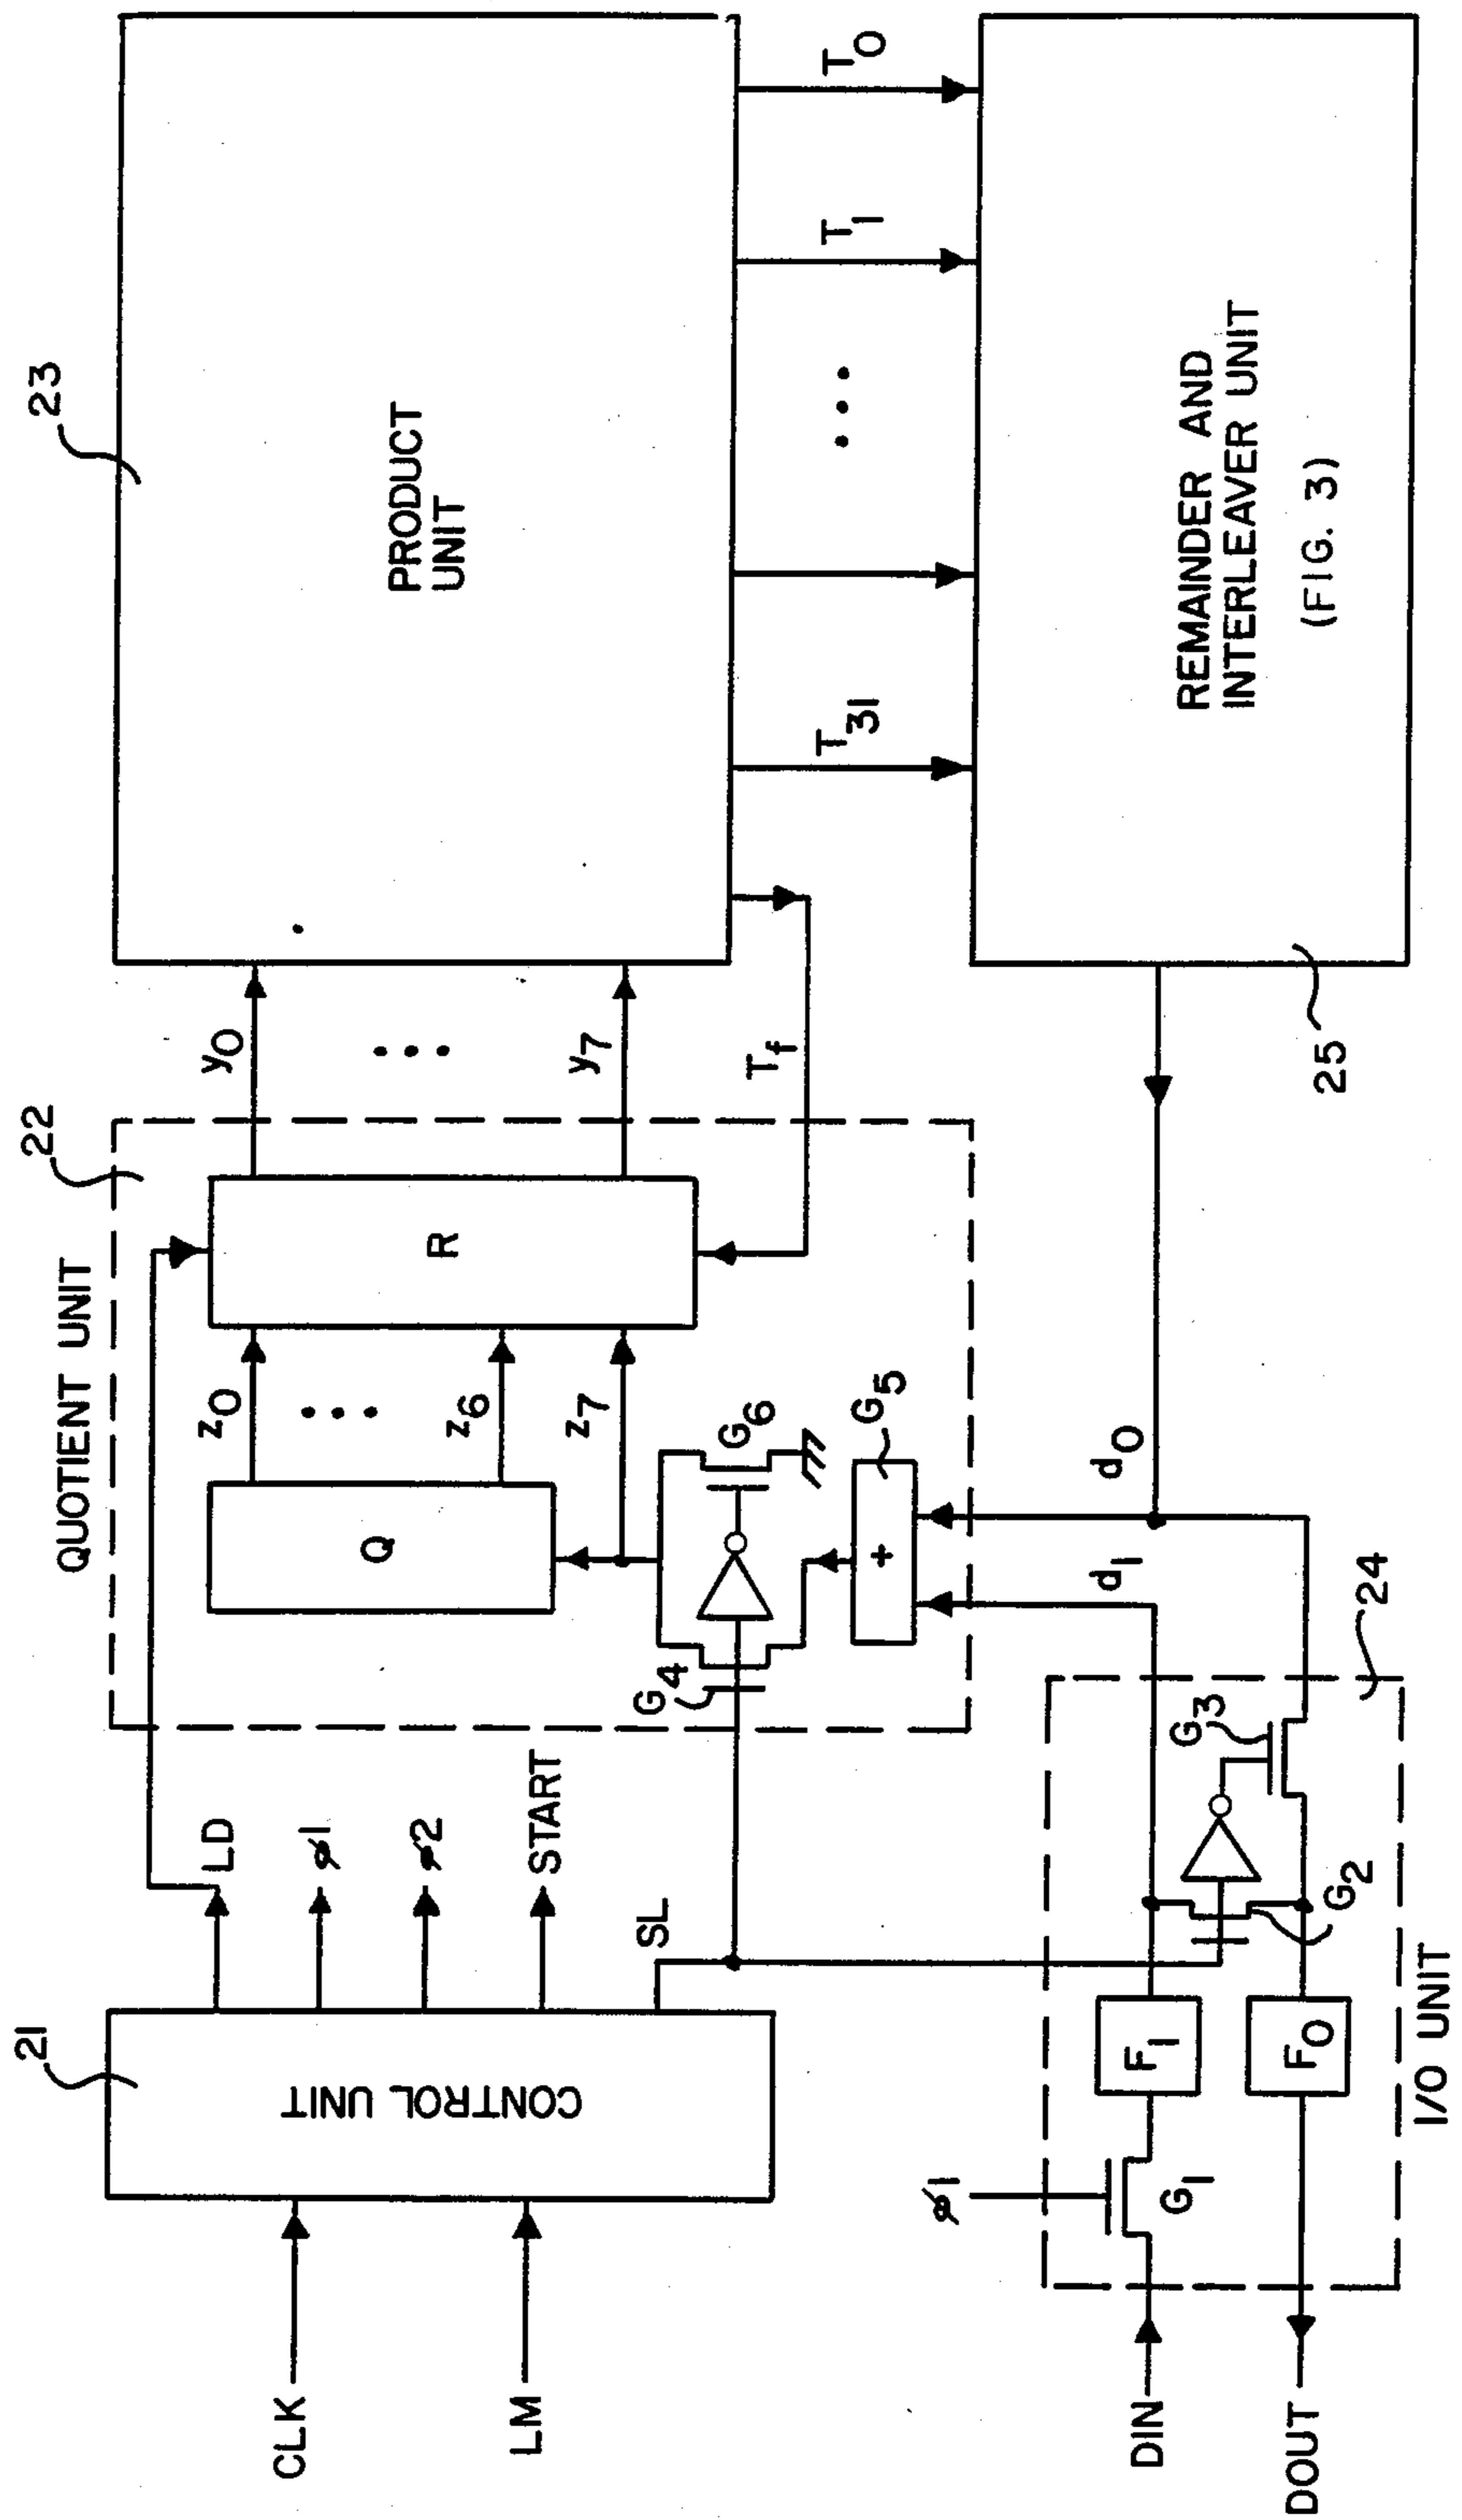 23
PRODUCT
UNIT
T0
T1
T31
Tf
y0
y7
22
QUOTIENT UNIT
R
Q
z0
z6
z7
G6
G5
G4
+
d0
d1
REMAINDER AND
INTERLEAVER UNIT
(FIG. 3)
25
21
CONTROL UNIT
CLK
LM
LD
ø1
ø2
START
SL
24
I/O UNIT
G3
G2
F1
F0
G1
ø1
DIN
DOUT